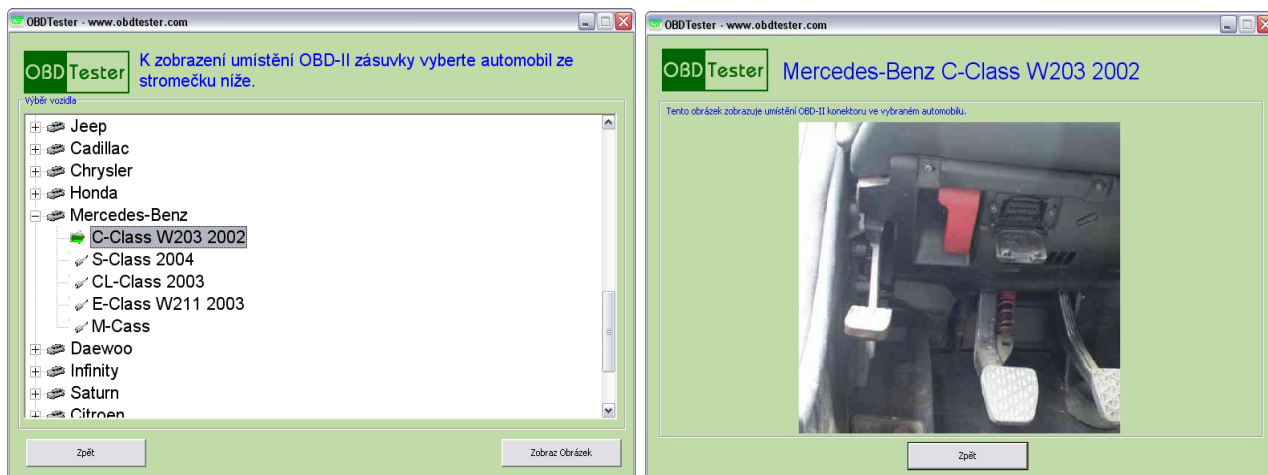 OBDTester - www.obdtester.com
OBD Tester
K zobrazení umístění OBD-II zásuvky vyberte automobil ze
stromečku níže.
Výběr vozidla
Jeep
Cadillac
Chrysler
Honda
Mercedes-Benz
C-Class W203 2002
S-Class 2004
CL-Class 2003
E-Class W211 2003
M-Cass
Daewoo
Infinity
Saturn
Citroen
Zpět
Zobraz Obrázek
OBDTester - www.obdtester.com
OBD Tester
Mercedes-Benz C-Class W203 2002
Tento obrázek zobrazuje umístění OBD-II konektoru ve vybraném automobilu.
Zpět